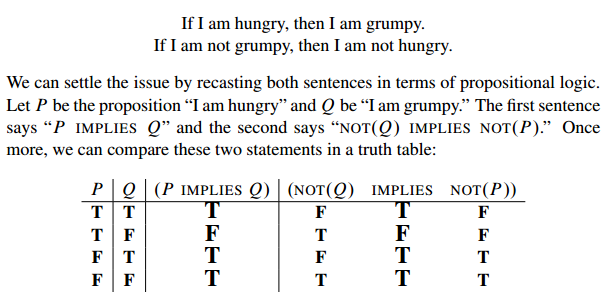 If I am hungry, then I am grumpy.
If I am not grumpy, then I am not hungry.
We can settle the issue by recasting both sentences in terms of propositional logic.
Let P be the proposition “I am hungry” and Q be “I am grumpy.” The first sentence
says “P IMPLIES Q” and the second says “NOT(Q) IMPLIES NOT(P).” Once
more, we can compare these two statements in a truth table:
P Q (P IMPLIES Q) (NOT(Q) IMPLIES NOT(P))
T T T F T F
T F F T F F
F T T F T T
F F T T T T